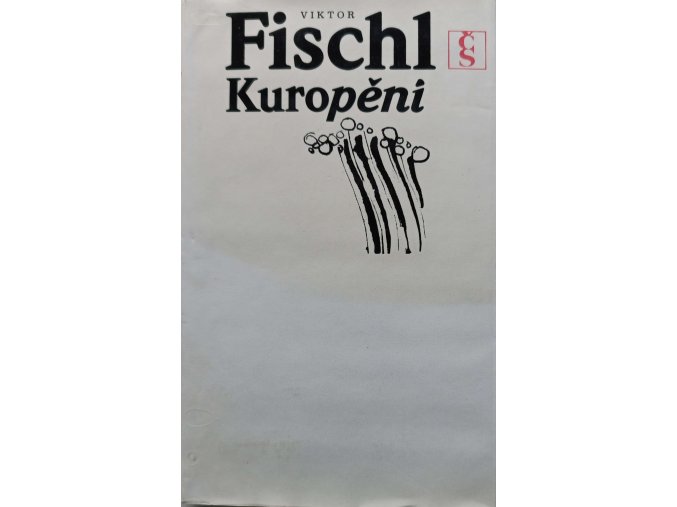 VIKTOR
Fischl
Kuropění
ČS